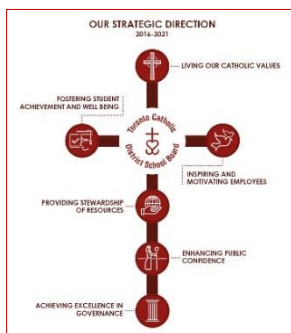 OUR STRATEGIC DIRECTION
2016-2021
LIVING OUR CATHOLIC VALUES
FOSTERING STUDENT
ACHIEVEMENT AND WELL BEING
Toronto Catholic
District School Board
INSPIRING AND
MOTIVATING EMPLOYEES
PROVIDING STEWARDSHIP
OF RESOURCES
ENHANCING PUBLIC
CONFIDENCE
ACHIEVING EXCELLENCE IN
GOVERNANCE